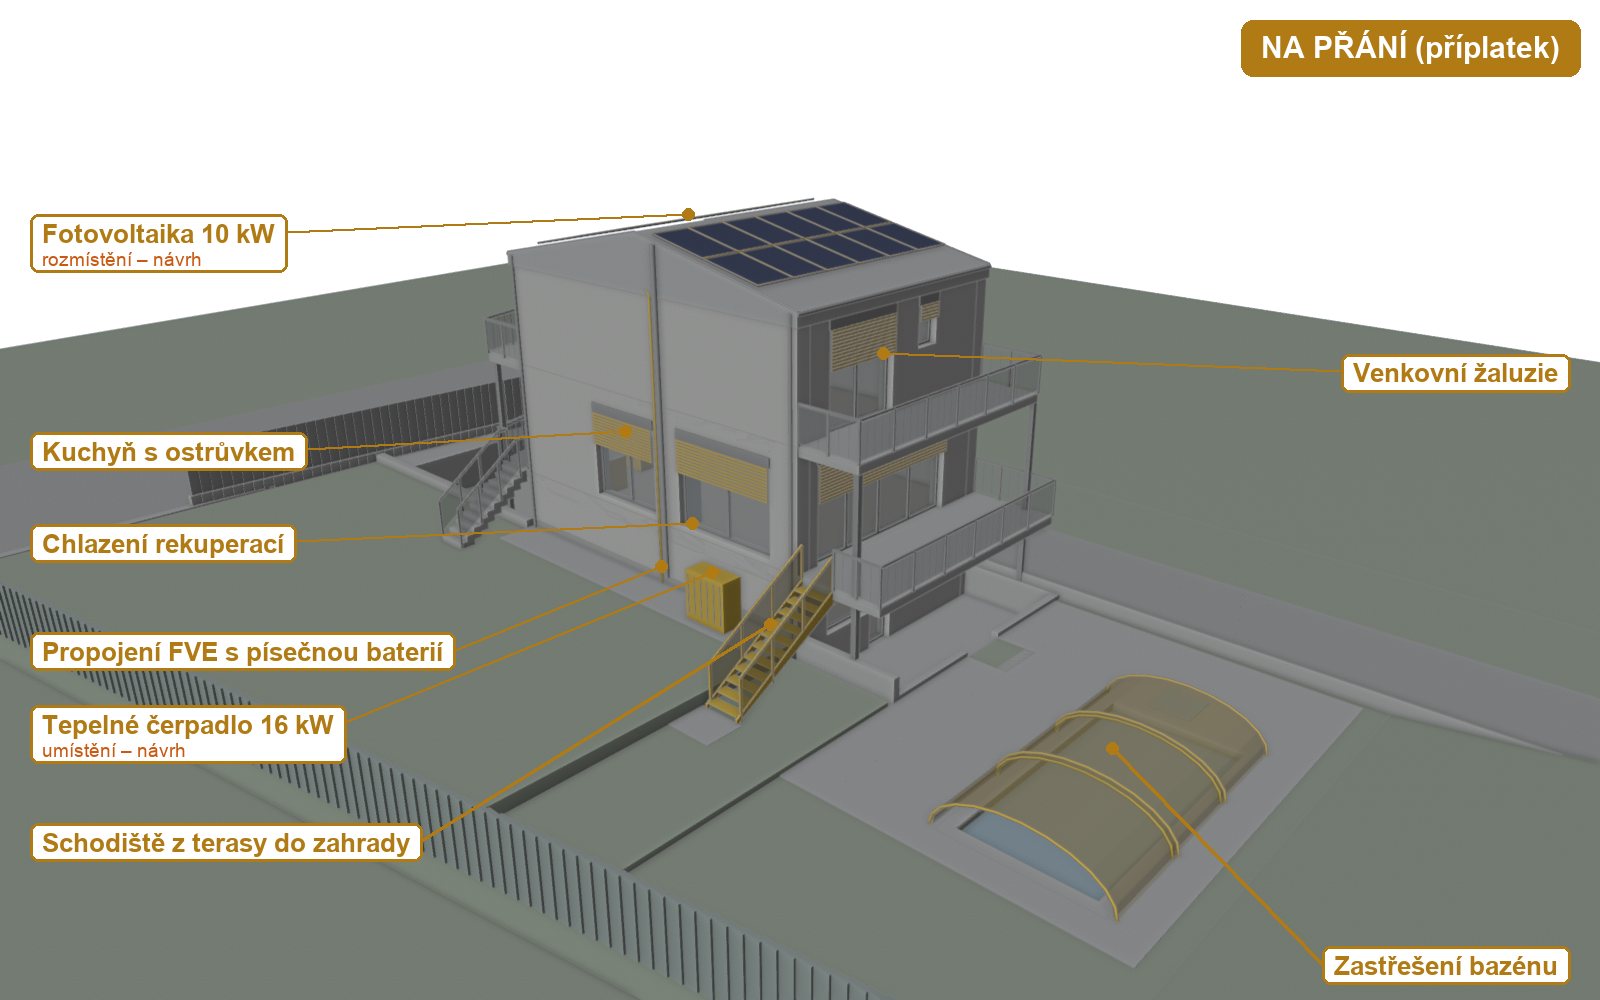 NA PŘÁNÍ (příplatek)
Fotovoltaika 10 kW
rozmístění – návrh
Venkovní žaluzie
Kuchyň s ostrůvkem
Chlazení rekuperací
Propojení FVE s písečnou baterií
Tepelné čerpadlo 16 kW
umístění – návrh
Schodiště z terasy do zahrady
Zastřešení bazénu